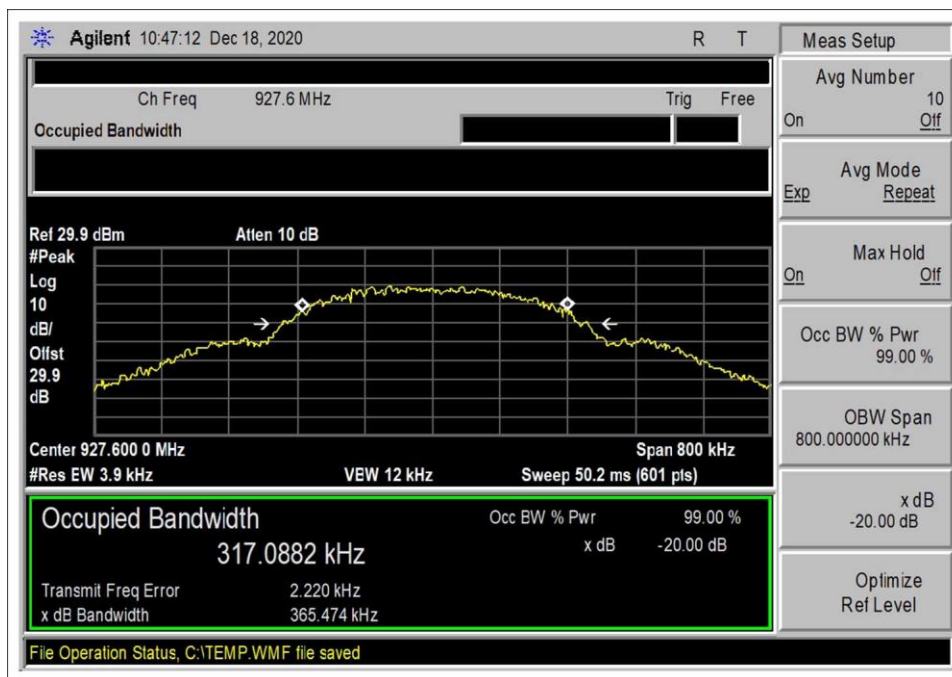 Agilent 10:47:12 Dec 18, 2020 R T
Ch Freq 927.6 MHz Trig Free
Occupied Bandwidth
Ref 29.9 dBm Atten 10 dB
#Peak
Log
10
dB/
Offst
29.9
dB
Center 927.600 0 MHz Span 800 kHz
#Res EW 3.9 kHz VEW 12 kHz Sweep 50.2 ms (601 pts)
Occupied Bandwidth Occ BW % Pwr 99.00 %
317.0882 kHz x dB -20.00 dB
Transmit Freq Error 2.220 kHz
x dB Bandwidth 365.474 kHz
File Operation Status, C:\TEMP.WMF file saved
Meas Setup
Avg Number
10
On Off
Avg Mode
Exp Repeat
Max Hold
On Off
Occ BW % Pwr
99.00 %
OBW Span
800.000000 kHz
x dB
-20.00 dB
Optimize
Ref Level